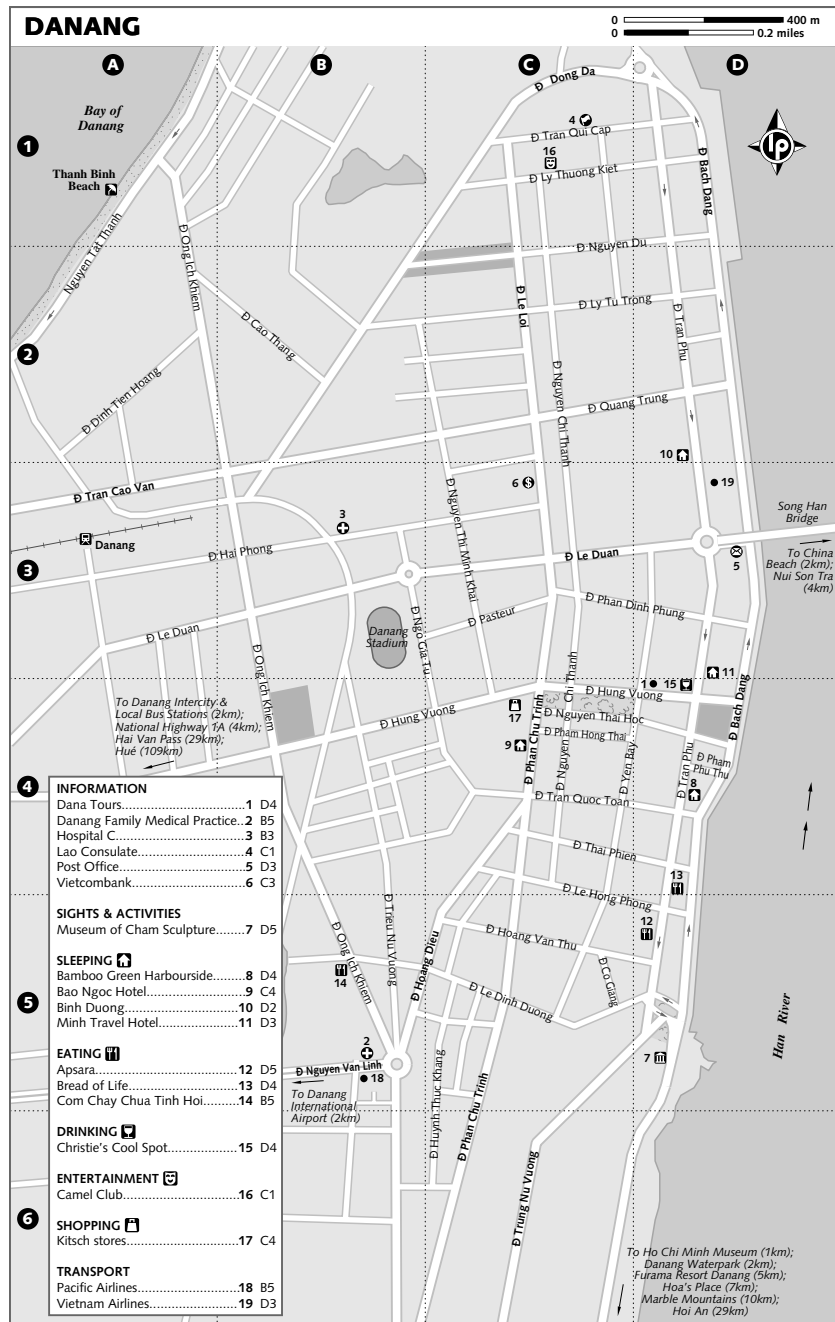 DANANG
0 400 m
0 0.2 miles
A
B
C
D
1
2
3
4
5
6
Bay of
Danang
Thanh Binh
Beach
Nguyen Tat Thanh
Đ Ong Ich Khiem
Đ Cao Thang
Đ Dinh Tien Hoang
Đ Tran Cao Van
Đ Dong Da
4
Đ Tran Qui Cap
16
Đ Ly Thuong Kiet
Đ Bach Dang
lp
Đ Nguyen Du
Đ Le Loi
Đ Ly Tu Trong
Đ Tran Phu
Đ Nguyen Chi Thanh
Đ Quang Trung
10
6
$
19
3
Danang
Đ Hai Phong
Đ Nguyen Thi Minh Khai
Đ Le Duan
5
Song Han
Bridge
To China
Beach (2km);
Nui Son Tra
(4km)
Đ Le Duan
Danang
Stadium
Đ Ngo Gia Tu
Đ Pasteur
Đ Phan Dinh Phung
Đ Ong Ich Khiem
11
1
15
Đ Hung Vuong
To Danang Intercity &
Local Bus Stations (2km);
National Highway 1A (4km);
Hai Van Pass (29km);
Hué (109km)
Đ Hung Vuong
17
9
Đ Phan Chu Trinh
Đ Nguyen Chi Thanh
Đ Nguyen Thai Hoc
Đ Pham Hong Thai
Đ Yen Bay
Đ Tran Phu
Đ Bach Dang
Đ Pham
Phu Thu
8
Đ Tran Quoc Toan
Đ Thai Phien
13
Đ Le Hong Phong
12
Đ Trieu Nu Vuong
Đ Ong Ich Khiem
14
Đ Hoang Dieu
Đ Hoang Van Thu
Đ Co Giang
Đ Le Dinh Duong
Han River
2
Đ Nguyen Van Linh
18
To Danang
International
Airport (2km)
7
Đ Huynh Thuc Khang
Đ Phan Chu Trinh
Đ Trung Nu Vuong
To Ho Chi Minh Museum (1km);
Danang Waterpark (2km);
Furama Resort Danang (5km);
Hoa's Place (7km);
Marble Mountains (10km);
Hoi An (29km)
INFORMATION
Dana Tours..............................1 D4
Danang Family Medical Practice..2 B5
Hospital C................................3 B3
Lao Consulate..........................4 C1
Post Office...............................5 D3
Vietcombank...........................6 C3
SIGHTS & ACTIVITIES
Museum of Cham Sculpture.......7 D5
SLEEPING
Bamboo Green Harbourside........8 D4
Bao Ngoc Hotel........................9 C4
Binh Duong............................10 D2
Minh Travel Hotel....................11 D3
EATING
Apsara...................................12 D5
Bread of Life...........................13 D4
Com Chay Chua Tinh Hoi.........14 B5
DRINKING
Christie's Cool Spot.................15 D4
ENTERTAINMENT
Camel Club............................16 C1
SHOPPING
Kitsch stores...........................17 C4
TRANSPORT
Pacific Airlines.........................18 B5
Vietnam Airlines......................19 D3